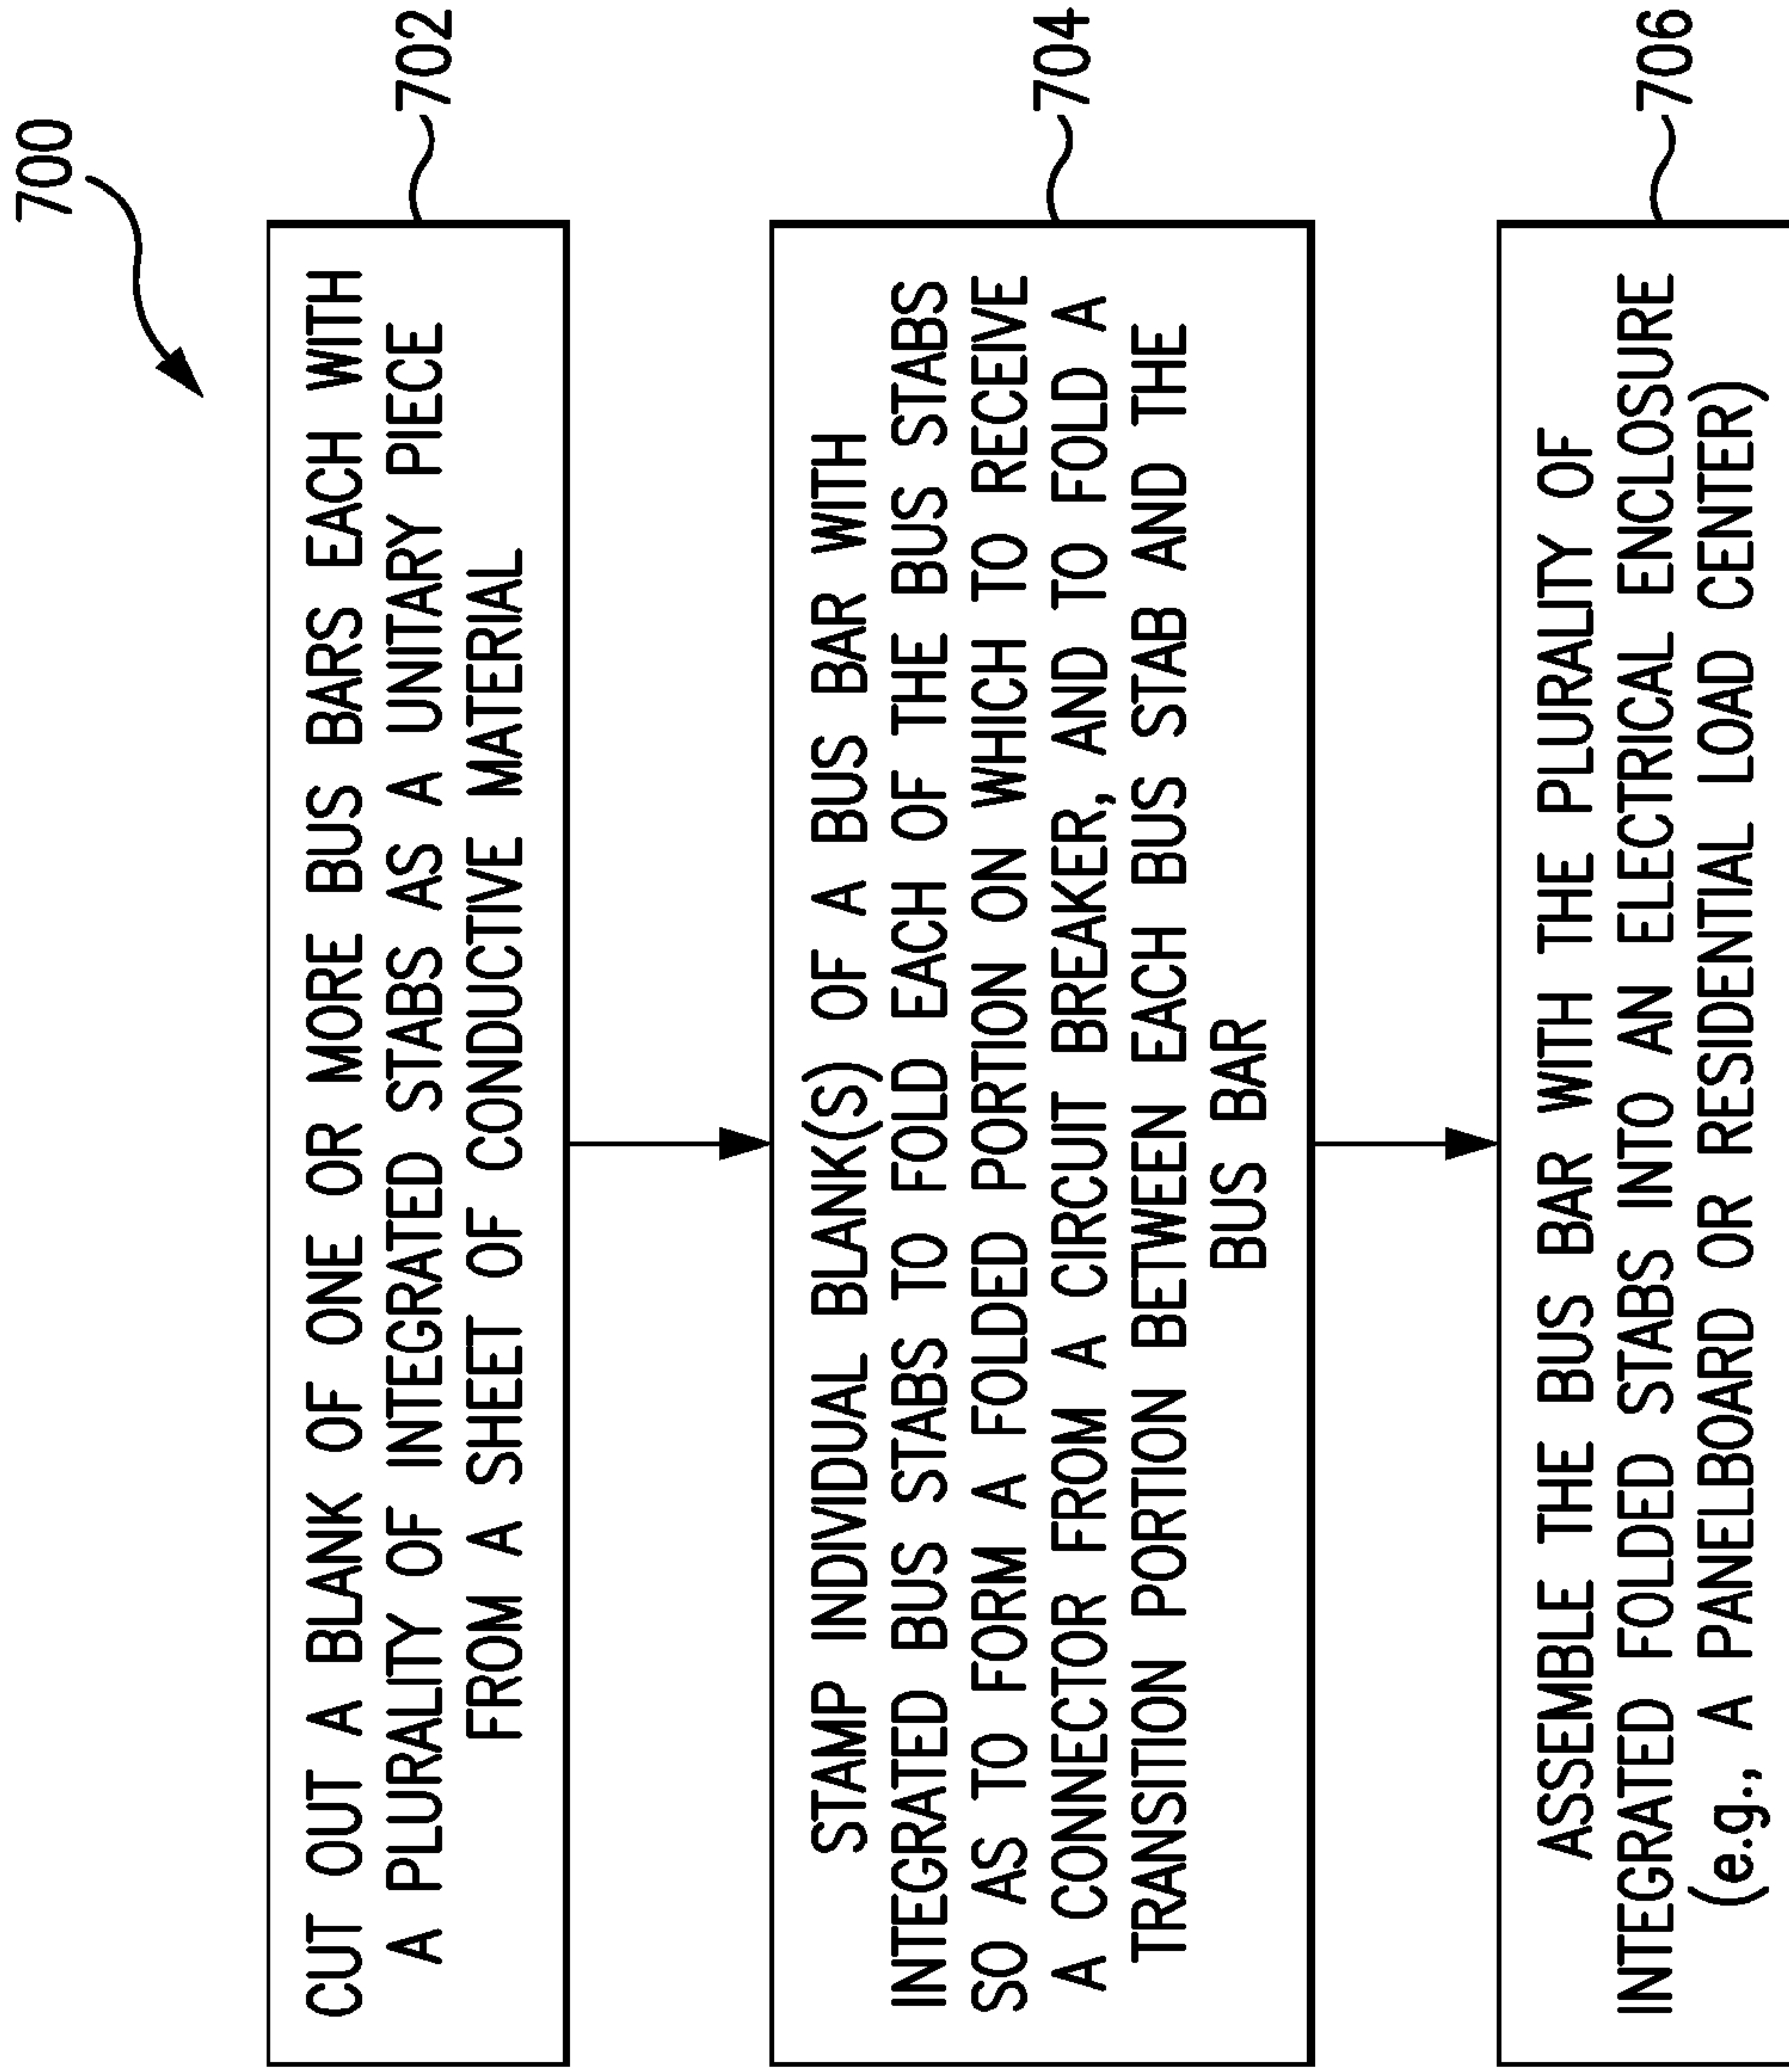 700
702
CUT OUT A BLANK OF ONE OR MORE BUS BARS EACH WITH
A PLURALITY OF INTEGRATED STABS AS A UNITARY PIECE
FROM A SHEET OF CONDUCTIVE MATERIAL
704
STAMP INDIVIDUAL BLANK(S) OF A BUS BAR WITH
INTEGRATED BUS STABS TO FOLD EACH OF THE BUS STABS
SO AS TO FORM A FOLDED PORTION ON WHICH TO RECEIVE
A CONNECTOR FROM A CIRCUIT BREAKER, AND TO FOLD A
TRANSITION PORTION BETWEEN EACH BUS STAB AND THE
BUS BAR
706
ASSEMBLE THE BUS BAR WITH THE PLURALITY OF
INTEGRATED FOLDED STABS INTO AN ELECTRICAL ENCLOSURE
(e.g., A PANELBOARD OR RESIDENTIAL LOAD CENTER)